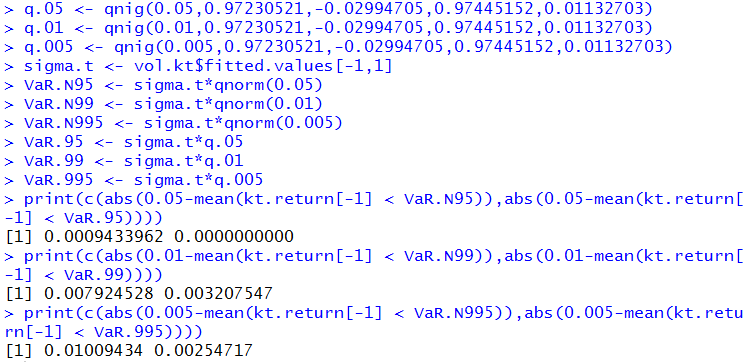 > q.05 <- qnig(0.05,0.97230521,-0.02994705,0.97445152,0.01132703)
> q.01 <- qnig(0.01,0.97230521,-0.02994705,0.97445152,0.01132703)
> q.005 <- qnig(0.005,0.97230521,-0.02994705,0.97445152,0.01132703)
> sigma.t <- vol.kt$fitted.values[-1,1]
> VaR.N95 <- sigma.t*qnorm(0.05)
> VaR.N99 <- sigma.t*qnorm(0.01)
> VaR.N995 <- sigma.t*qnorm(0.005)
> VaR.95 <- sigma.t*q.05
> VaR.99 <- sigma.t*q.01
> VaR.995 <- sigma.t*q.005
> print(c(abs(0.05-mean(kt.return[-1] < VaR.N95)),abs(0.05-mean(kt.return[
-1] < VaR.95))))
[1] 0.0009433962 0.0000000000
> print(c(abs(0.01-mean(kt.return[-1] < VaR.N99)),abs(0.01-mean(kt.return[
-1] < VaR.99))))
[1] 0.007924528 0.003207547
> print(c(abs(0.005-mean(kt.return[-1] < VaR.N995)),abs(0.005-mean(kt.retu
rn[-1] < VaR.995))))
[1] 0.01009434 0.00254717